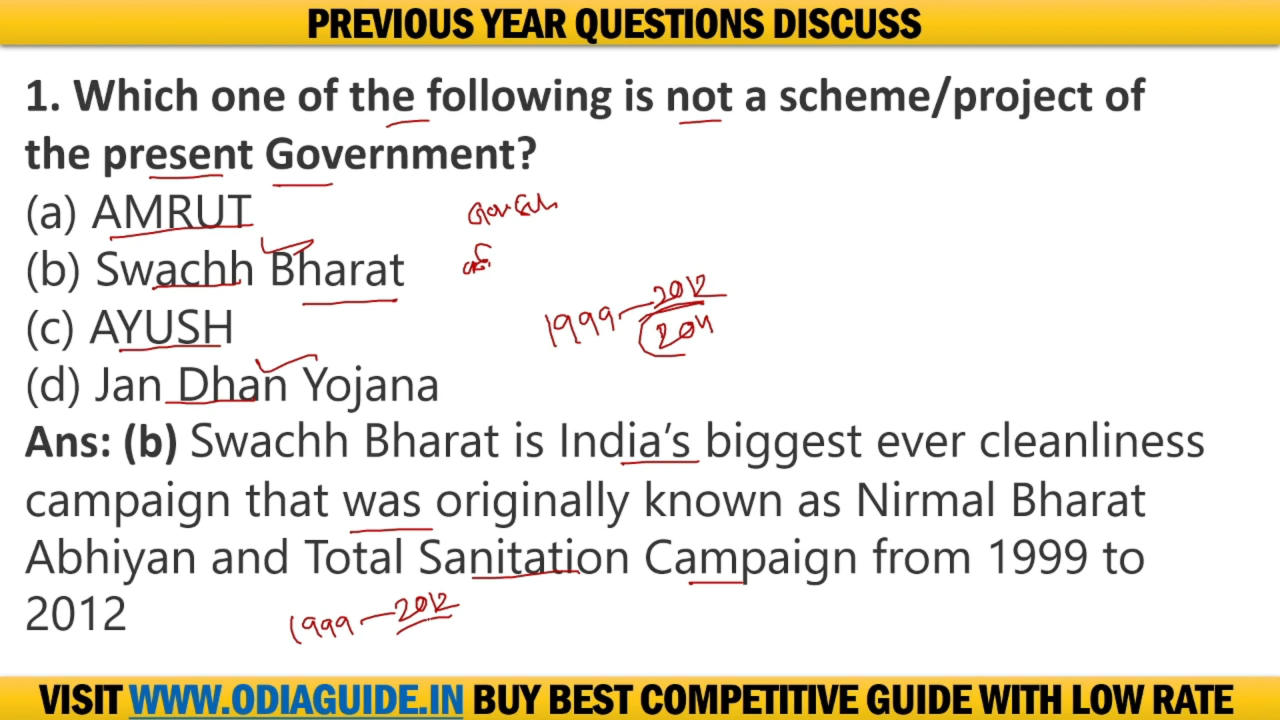 PREVIOUS YEAR QUESTIONS DISCUSS
1. Which one of the following is not a scheme/project of
the present Government?
(a) AMRUT
(b) Swachh Bharat
(c) AYUSH
(d) Jan Dhan Yojana
1999 – 2012
Ans: (b) Swachh Bharat is India’s biggest ever cleanliness
campaign that was originally known as Nirmal Bharat
Abhiyan and Total Sanitation Campaign from 1999 to
2012
1999 – 2012
VISIT WWW.ODIAGUIDE.IN BUY BEST COMPETITIVE GUIDE WITH LOW RATE